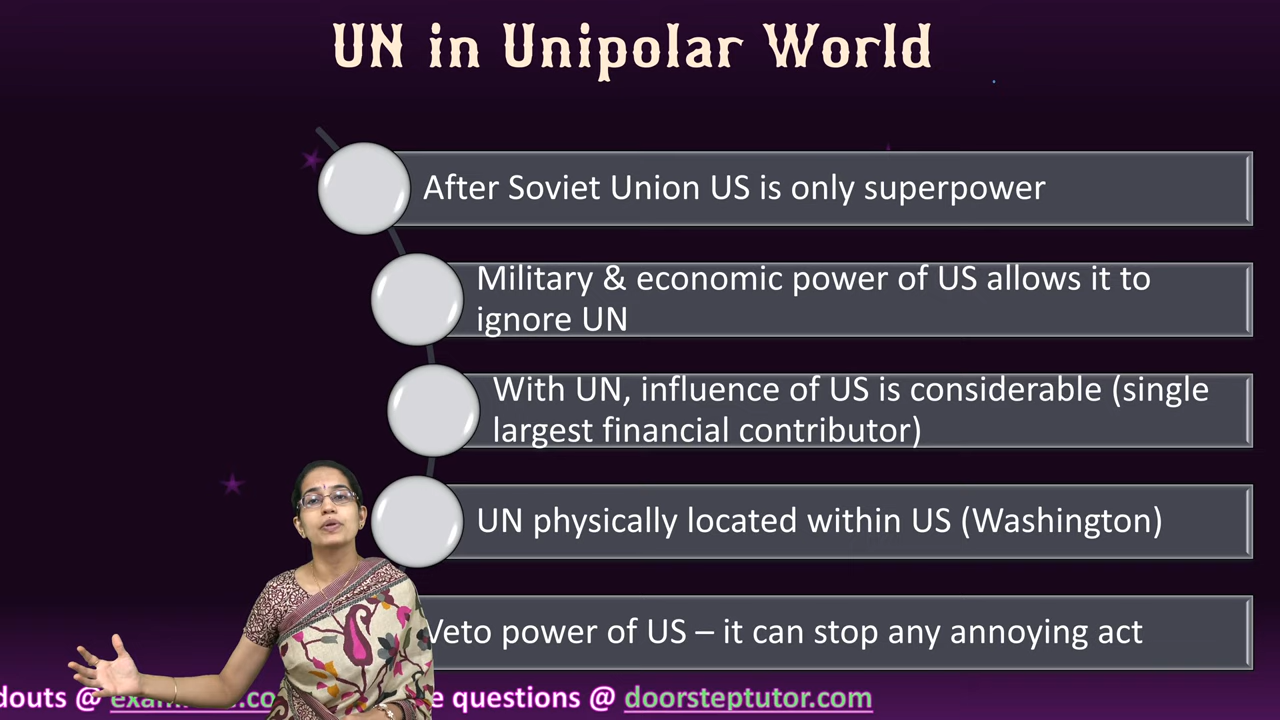 UN in Unipolar World
After Soviet Union US is only superpower
Military & economic power of US allows it to
ignore UN
With UN, influence of US is considerable (single
largest financial contributor)
UN physically located within US (Washington)
Veto power of US – it can stop any annoying act
questions @ doorsteptutor.com